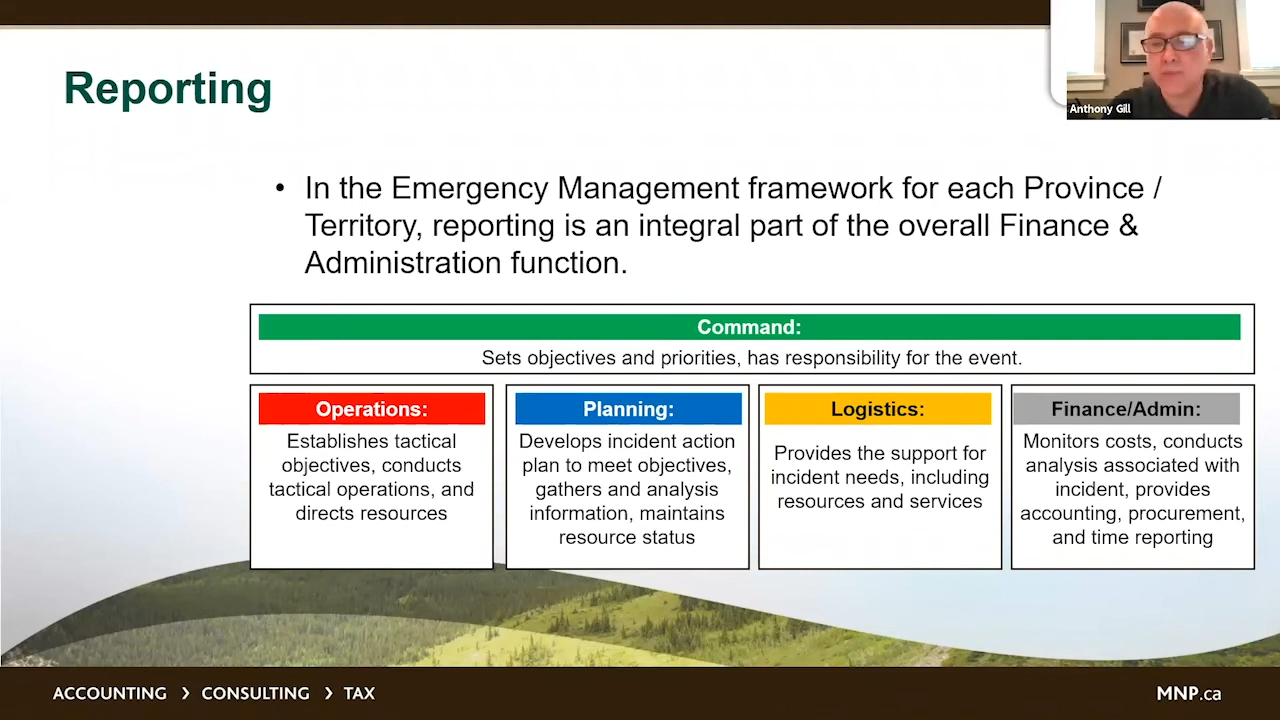 Reporting
Anthony Gill
• In the Emergency Management framework for each Province /
Territory, reporting is an integral part of the overall Finance &
Administration function.
Command:
Sets objectives and priorities, has responsibility for the event.
Operations:
Establishes tactical
objectives, conducts
tactical operations, and
directs resources
Planning:
Develops incident action
plan to meet objectives,
gathers and analysis
information, maintains
resource status
Logistics:
Provides the support for
incident needs, including
resources and services
Finance/Admin:
Monitors costs, conducts
analysis associated with
incident, provides
accounting, procurement,
and time reporting
ACCOUNTING › CONSULTING › TAX
MNP.ca